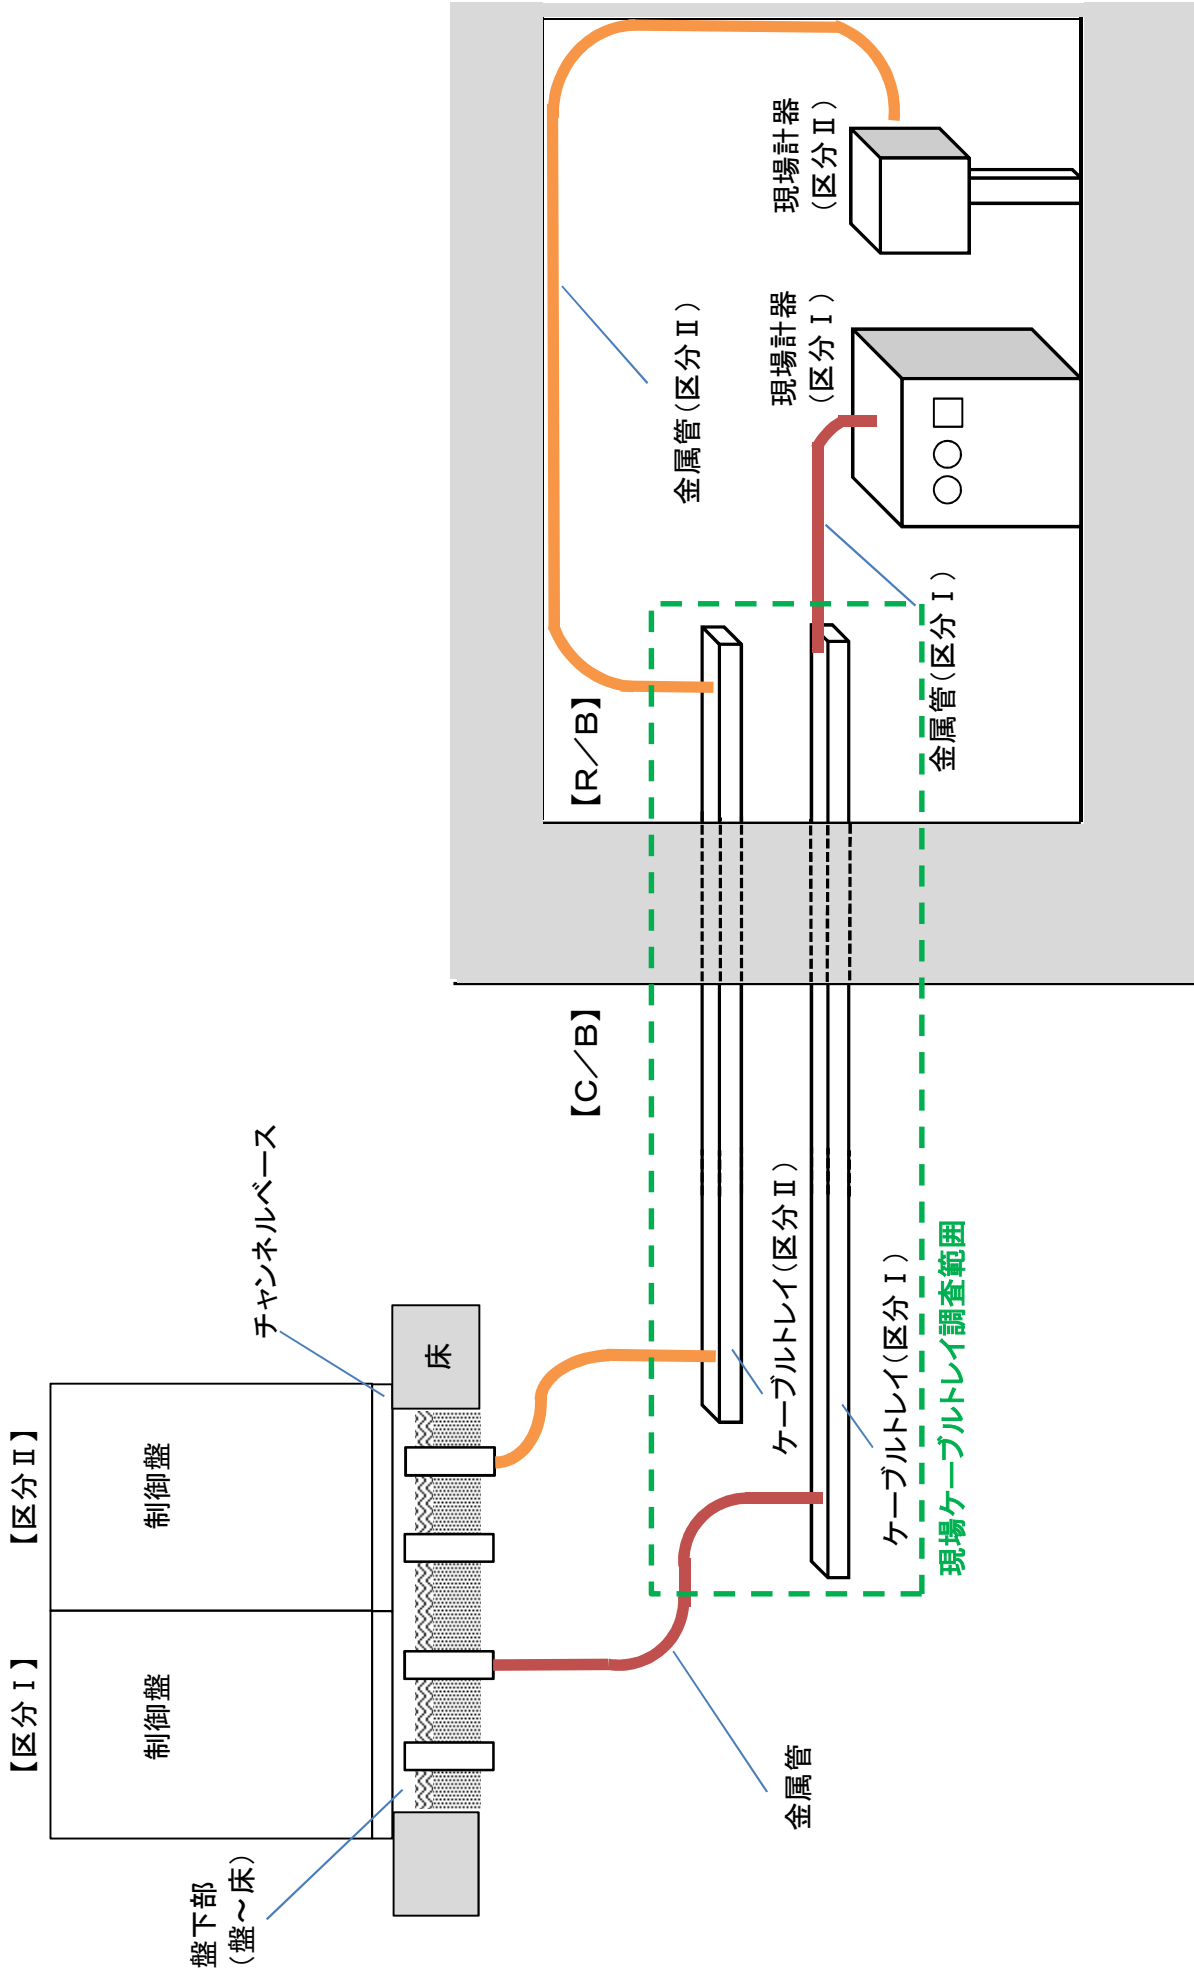 【区分Ⅰ】
【区分Ⅱ】
制御盤
制御盤
チャンネルベース
盤下部
（盤～床）
床
【C／B】
【R／B】
金属管
金属管（区分Ⅱ）
現場計器
（区分Ⅰ）
現場計器
（区分Ⅱ）
ケーブルトレイ（区分Ⅱ）
ケーブルトレイ（区分Ⅰ）
金属管（区分Ⅰ）
現場ケーブルトレイ調査範囲